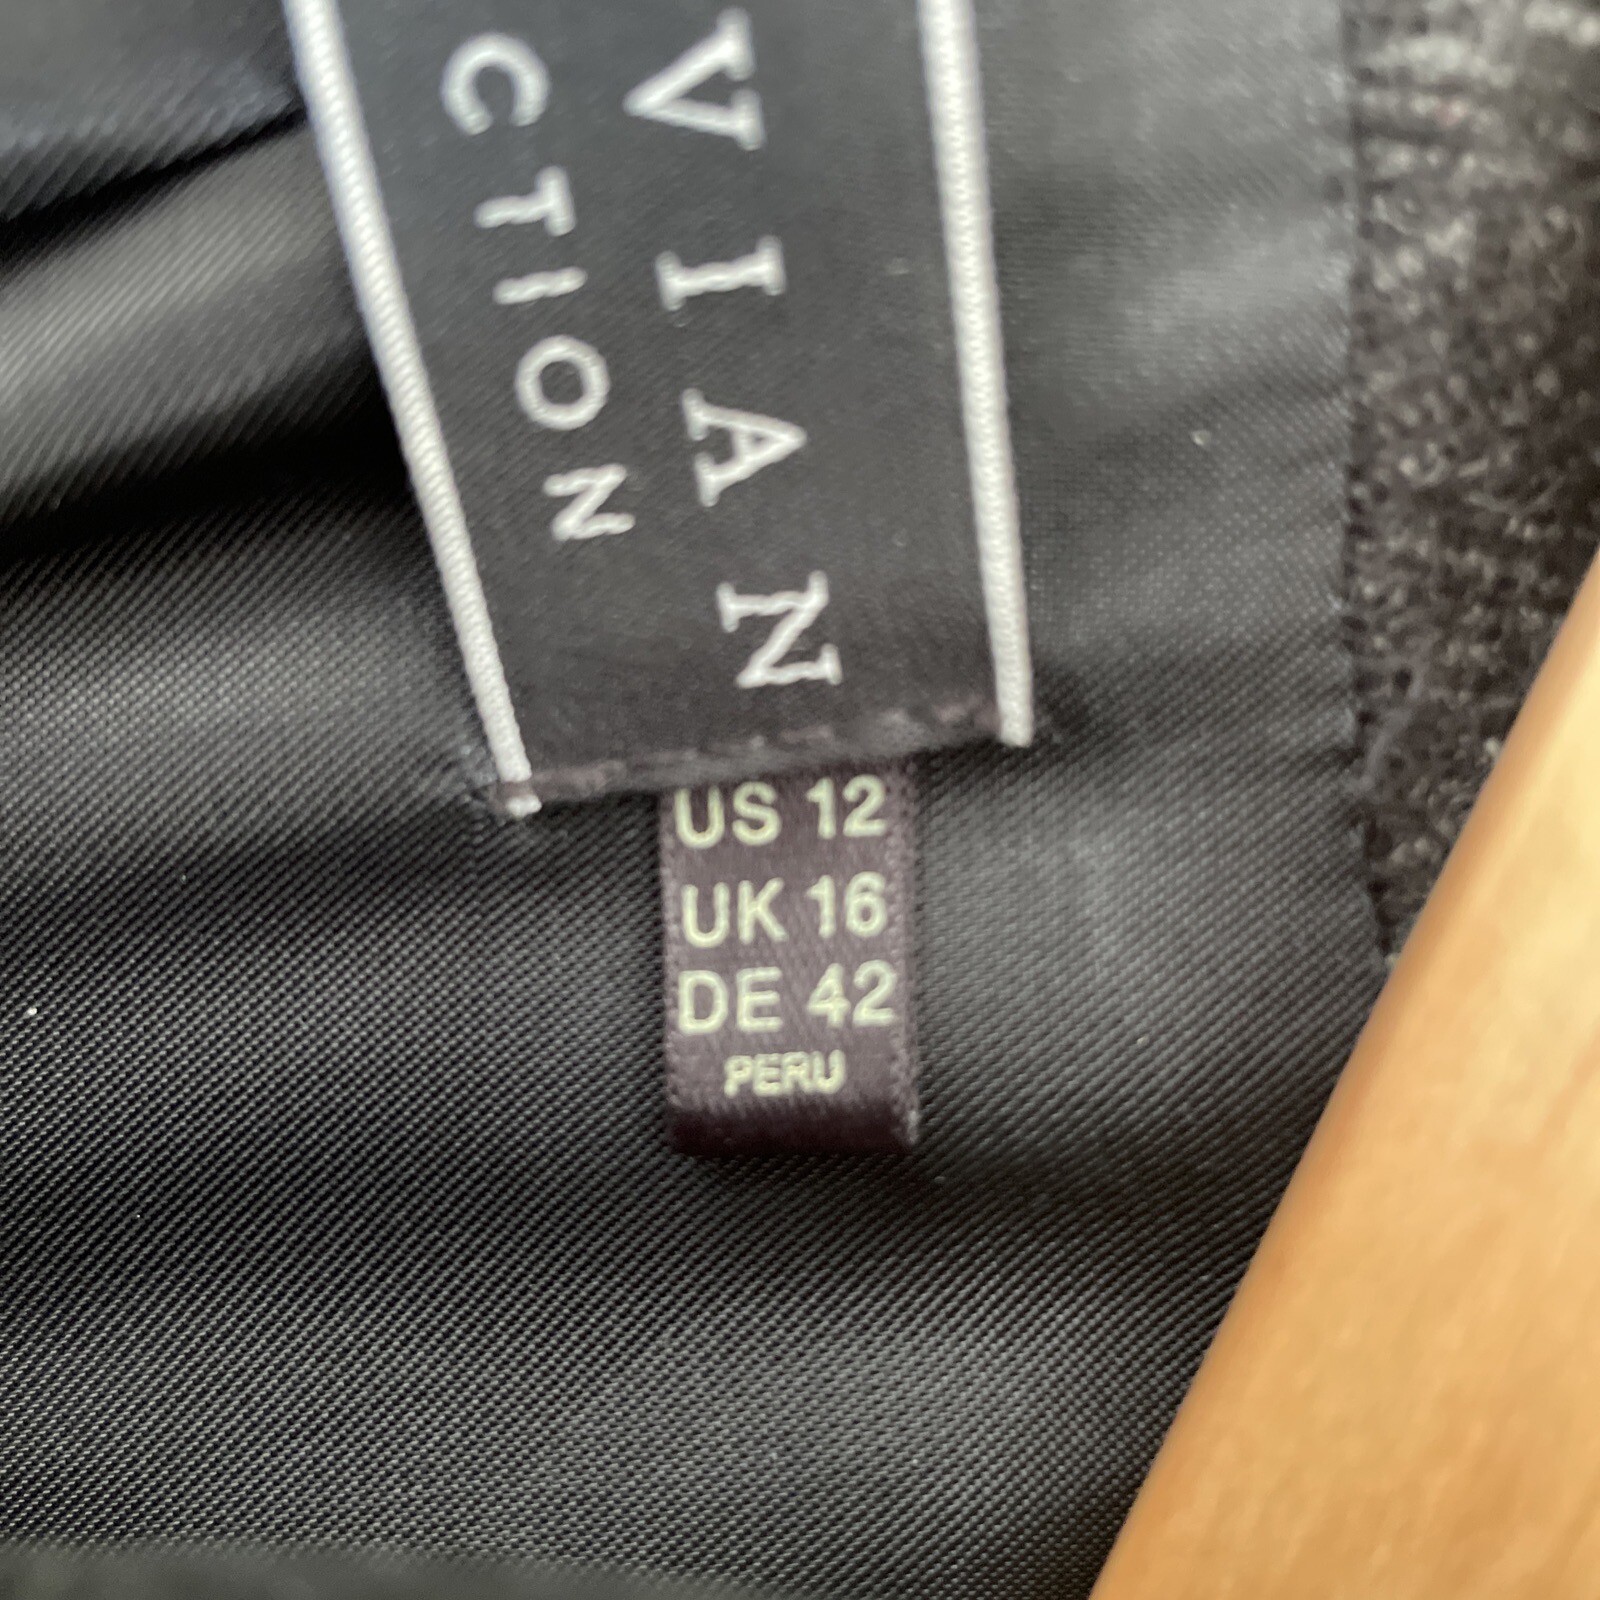 VIAN
CTION
US 12
UK 16
DE 42
PERU